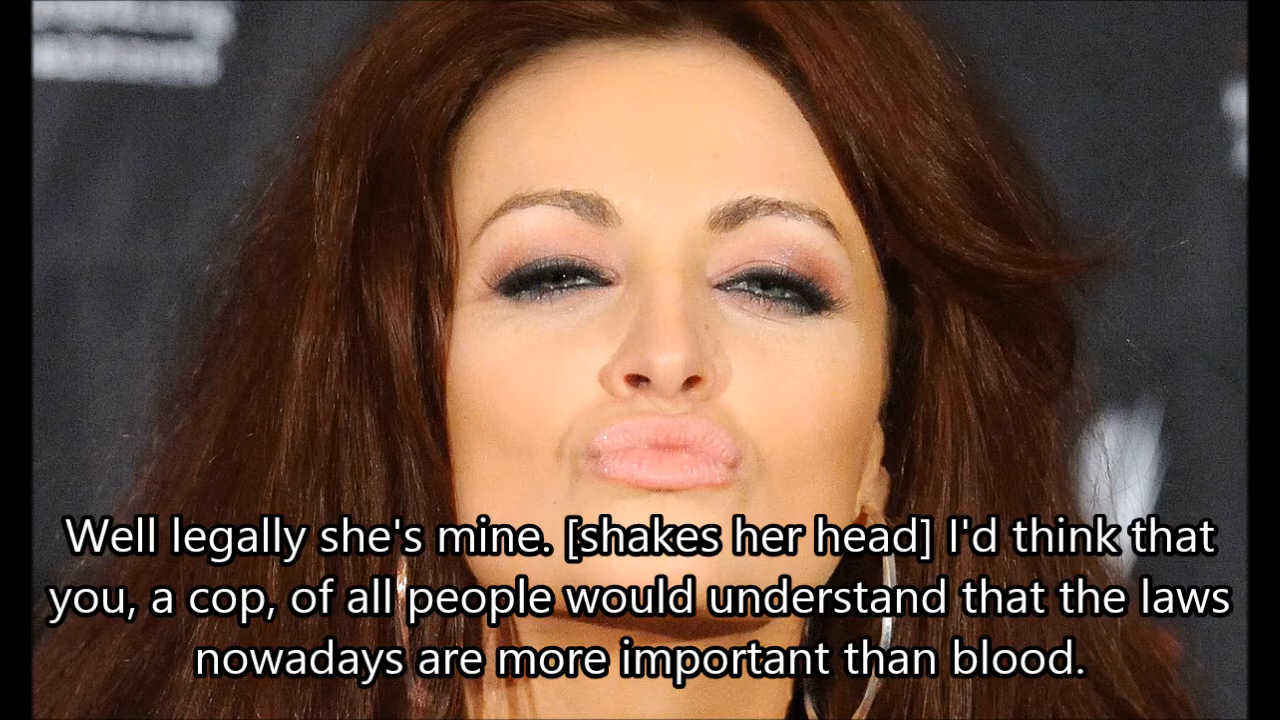 Well legally she's mine. [shakes her head] I'd think that
you, a cop, of all people would understand that the laws
nowadays are more important than blood.